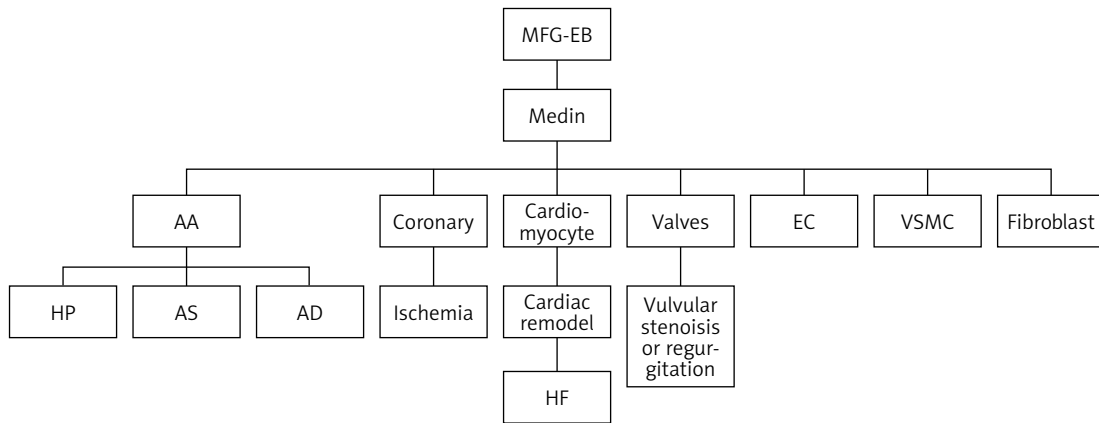 MFG-EB
Medin
AA
Coronary
Cardio-
myocyte
Valves
EC
VSMC
Fibroblast
HP
AS
AD
Ischemia
Cardiac
remodel
Vulvular
stenoisis
or regur-
gitation
HF